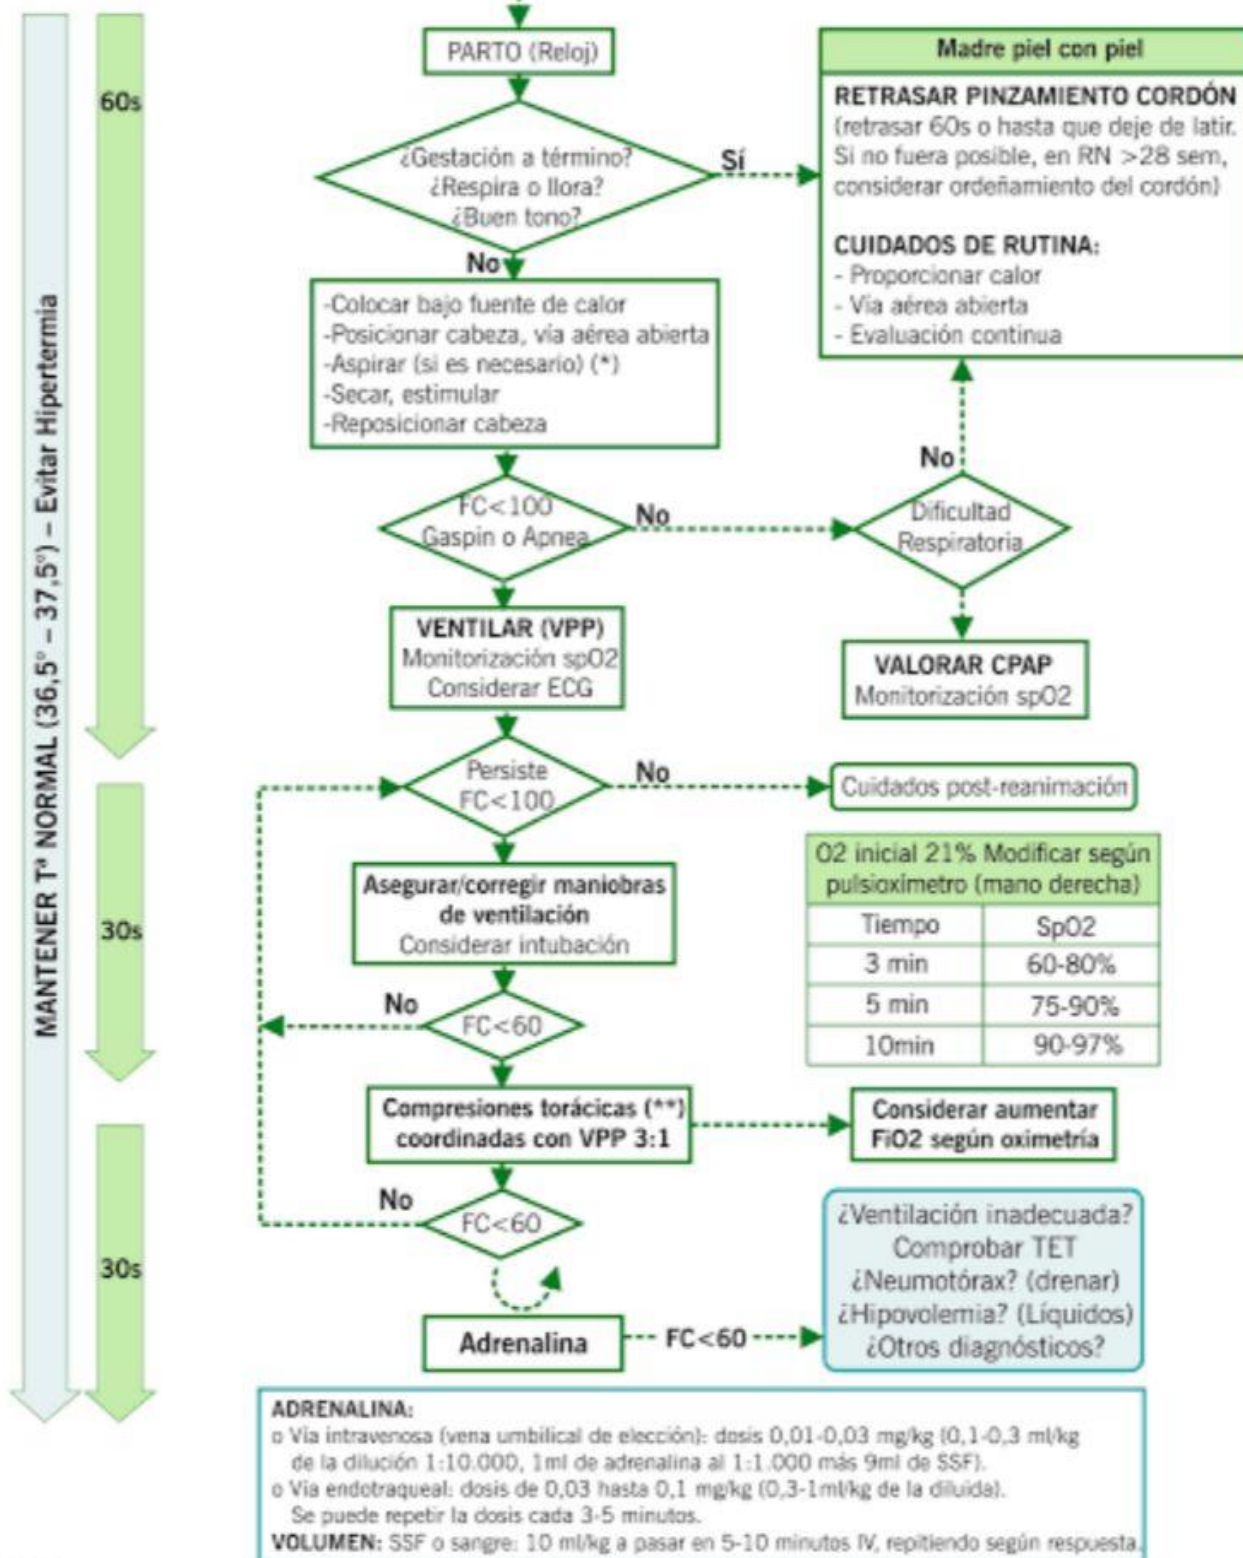 MANTENER Tª NORMAL (36,5° – 37,5°) – Evitar Hipertermia
60s
30s
30s
PARTO (Reloj)
¿Gestación a término?
¿Respira o llora?
¿Buen tono?
Sí
No
Madre piel con piel
RETRASAR PINZAMIENTO CORDÓN
(retrasar 60s o hasta que deje de latir.
Si no fuera posible, en RN >28 sem,
considerar ordeñamiento del cordón)
CUIDADOS DE RUTINA:
- Proporcionar calor
- Vía aérea abierta
- Evaluación continua
-Colocar bajo fuente de calor
-Posicionar cabeza, vía aérea abierta
-Aspirar (si es necesario) (*)
-Secar, estimular
-Reposicionar cabeza
FC<100
Gaspin o Apnea
No
Dificultad
Respiratoria
No
VENTILAR (VPP)
Monitorización spO2
Considerar ECG
VALORAR CPAP
Monitorización spO2
Persiste
FC<100
No
Cuidados post-reanimación
O2 inicial 21% Modificar según
pulsioxímetro (mano derecha)
Tiempo SpO2
3 min 60-80%
5 min 75-90%
10min 90-97%
Asegurar/corregir maniobras
de ventilación
Considerar intubación
No
FC<60
Compresiones torácicas (**)
coordinadas con VPP 3:1
Considerar aumentar
FiO2 según oximetría
No
FC<60
Adrenalina
FC<60
¿Ventilación inadecuada?
Comprobar TET
¿Neumotórax? (drenar)
¿Hipovolemia? (Líquidos)
¿Otros diagnósticos?
ADRENALINA:
o Vía intravenosa (vena umbilical de elección): dosis 0,01-0,03 mg/kg (0,1-0,3 ml/kg
de la dilución 1:10.000, 1ml de adrenalina al 1:1.000 más 9ml de SSF).
o Vía endotraqueal: dosis de 0,03 hasta 0,1 mg/kg (0,3-1ml/kg de la diluida).
Se puede repetir la dosis cada 3-5 minutos.
VOLUMEN: SSF o sangre: 10 ml/kg a pasar en 5-10 minutos IV, repitiendo según respuesta.